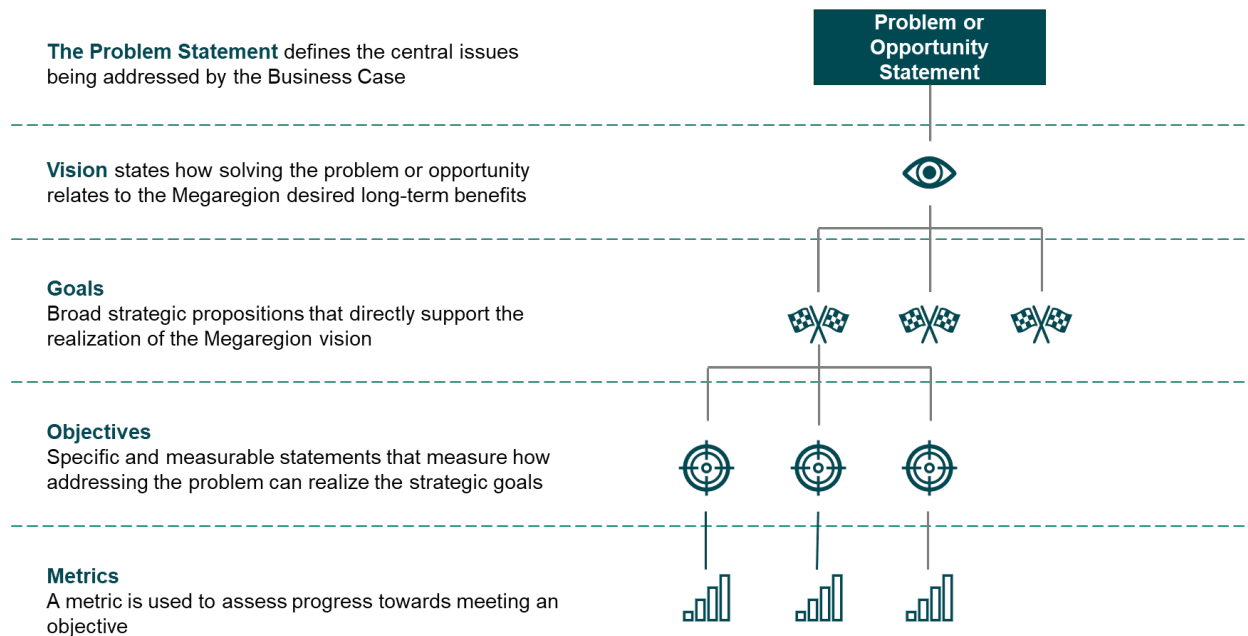 The Problem Statement defines the central issues
being addressed by the Business Case
Problem or
Opportunity
Statement
Vision states how solving the problem or opportunity
relates to the Megaregion desired long-term benefits
Goals
Broad strategic propositions that directly support the
realization of the Megaregion vision
Objectives
Specific and measurable statements that measure how
addressing the problem can realize the strategic goals
Metrics
A metric is used to assess progress towards meeting an
objective